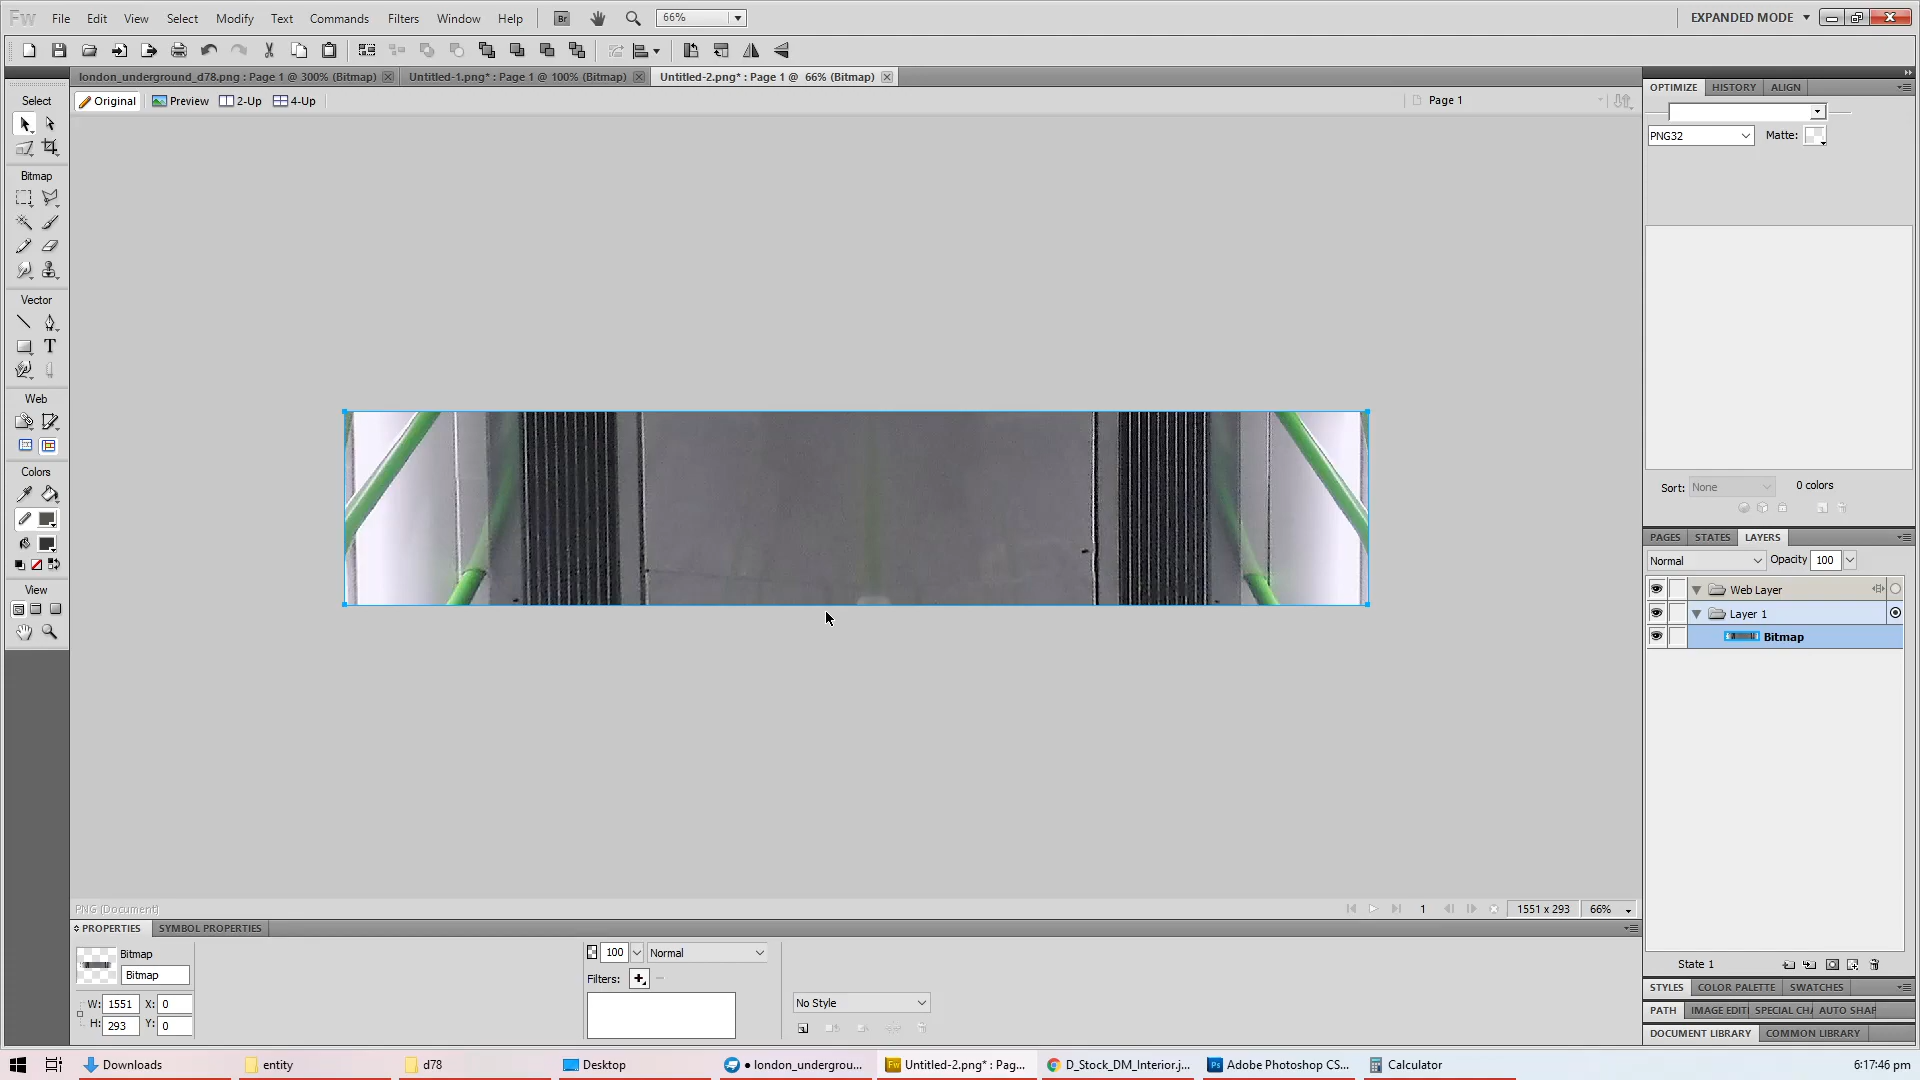 Fw File Edit View Select Modify Text Commands Filters Window Help Br 66% EXPANDED MODE
london_underground_d78.png : Page 1 @ 300% (Bitmap) Untitled-1.png* : Page 1 @ 100% (Bitmap) Untitled-2.png* : Page 1 @ 66% (Bitmap)
Original Preview 2-Up 4-Up Page 1
Select
Bitmap
Vector
T
Web
Colors
View
OPTIMIZE HISTORY ALIGN
PNG32 Matte:
Sort: None 0 colors
PAGES STATES LAYERS
Normal Opacity 100
Web Layer
Layer 1
Bitmap
State 1
STYLES COLOR PALETTE SWATCHES
PATH IMAGE EDITI SPECIAL CHA AUTO SHAP
DOCUMENT LIBRARY COMMON LIBRARY
PNG (Document) 1 1551 x 293 66%
PROPERTIES SYMBOL PROPERTIES
Bitmap
Bitmap
W: 1551 X: 0
H: 293 Y: 0
100 Normal
Filters:
No Style
Downloads entity d78 Desktop • london_undergrou... Fw Untitled-2.png* : Pag... D_Stock_DM_Interior.j... Ps Adobe Photoshop CS... Calculator 6:17:46 pm